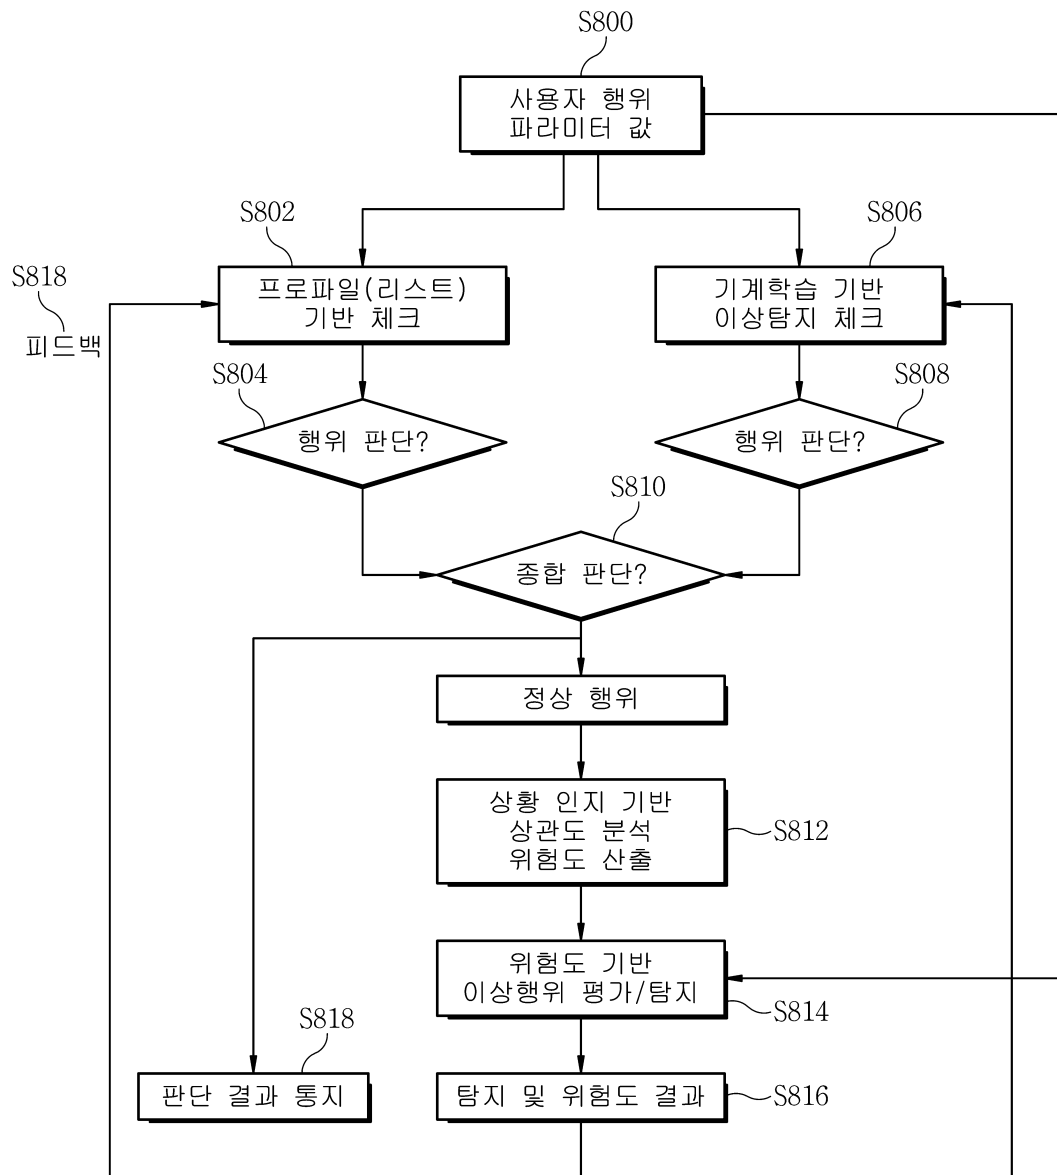 S800
사용자 행위
파라미터 값
S802
S806
S818
피드백
프로파일(리스트)
기반 체크
기계학습 기반
이상탐지 체크
S804
S808
행위 판단?
행위 판단?
S810
종합 판단?
정상 행위
상황 인지 기반
상관도 분석
위험도 산출
S812
위험도 기반
이상행위 평가/탐지
S814
S818
판단 결과 통지
탐지 및 위험도 결과
S816